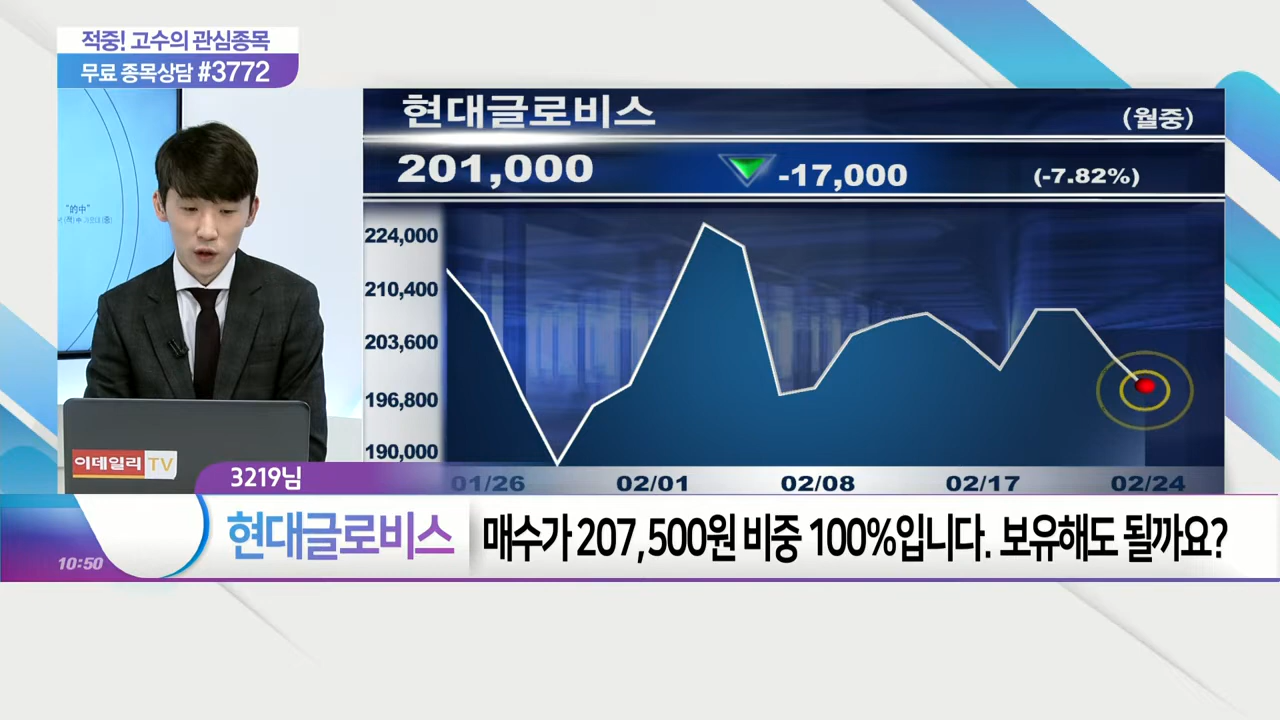 적중! 고수의 관심종목
무료 종목상담 #3772
"的中"
현대글로비스
(월중)
201,000
-17,000
(-7.82%)
224,000
210,400
203,600
196,800
190,000
01/26
02/01
02/08
02/17
02/24
이데일리TV
3219님
현대글로비스
매수가 207,500원 비중 100%입니다. 보유해도 될까요?
10:50